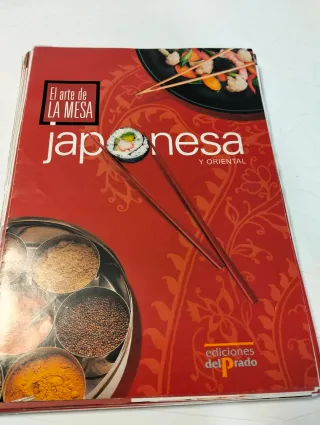 El arte de
LA MESA
japonesa
Y ORIENTAL
ediciones
delPrado